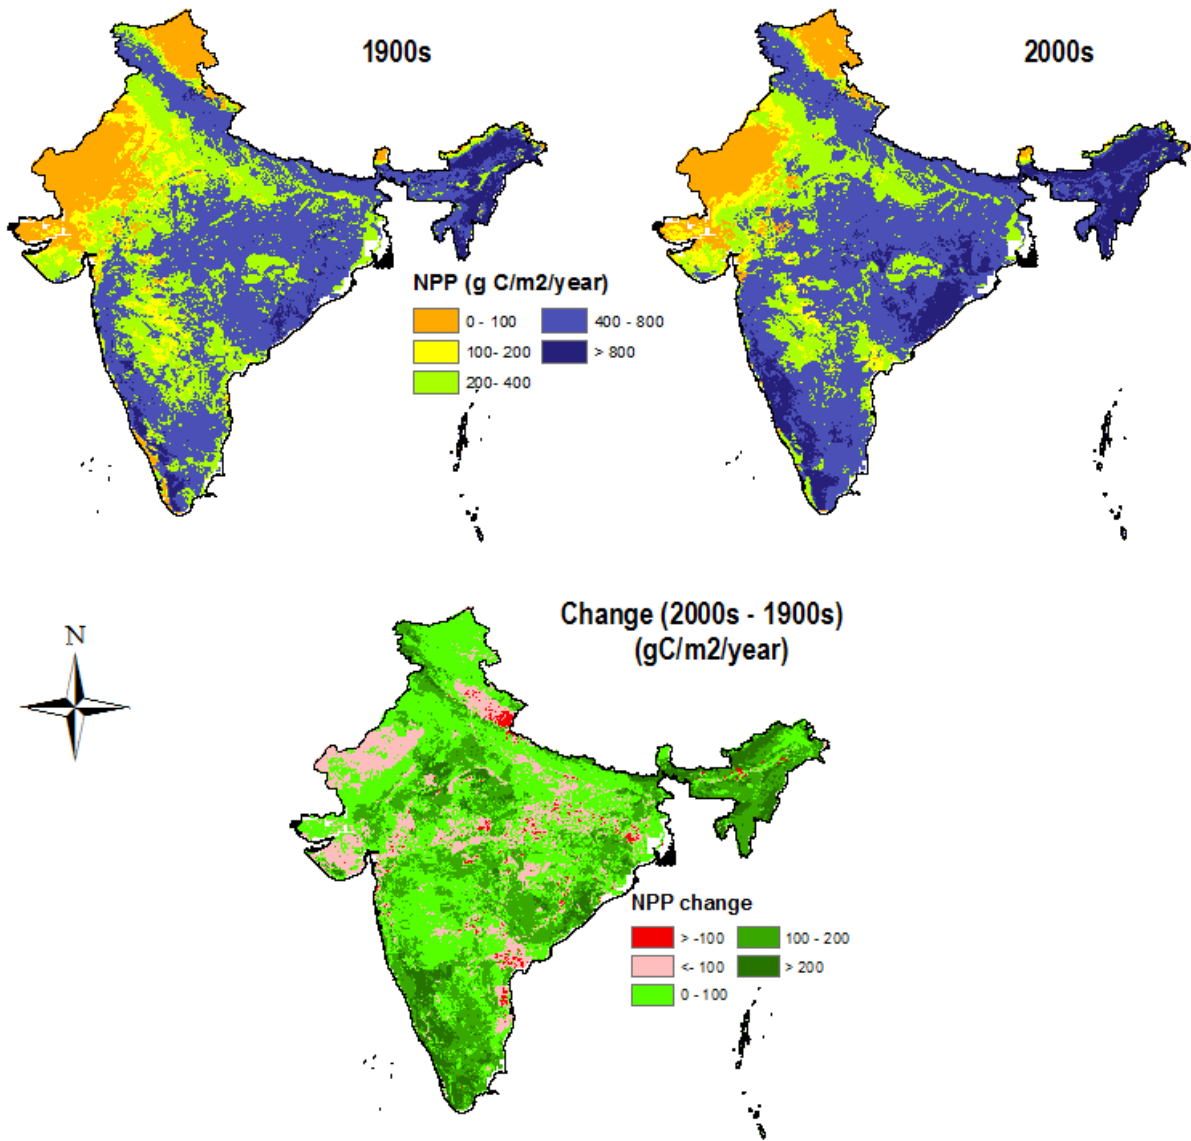 1900s
2000s
NPP (g C/m2/year)
0 - 100
400 - 800
100- 200
> 800
200- 400
Change (2000s - 1900s)
(gC/m2/year)
N
NPP change
> -100
100 - 200
<- 100
> 200
0 - 100